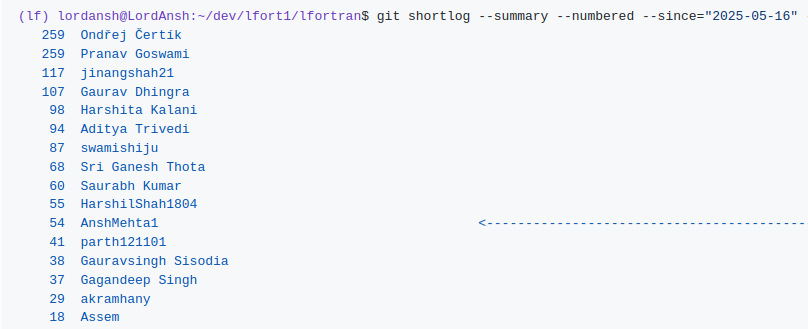 (lf) lordansh@LordAnsh:~/dev/lfort1/lfortran$ git shortlog --summary --numbered --since="2025-05-16"
259 Ondřej Čertík
259 Pranav Goswami
117 jinangshah21
107 Gaurav Dhingra
98 Harshita Kalani
94 Aditya Trivedi
87 swamishiju
68 Sri Ganesh Thota
60 Saurabh Kumar
55 HarshilShah1804
54 AnshMehta1 <-----------------------------------------
41 parth121101
38 Gauravsingh Sisodia
37 Gagandeep Singh
29 akramhany
18 Assem